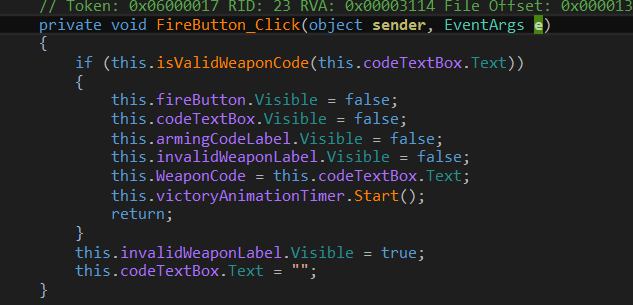 // Token: 0x06000017 RID: 23 RVA: 0x00003114 File Offset: 0x000013
private void FireButton_Click(object sender, EventArgs e)
{
if (this.isValidWeaponCode(this.codeTextBox.Text))
{
this.fireButton.Visible = false;
this.codeTextBox.Visible = false;
this.armingCodeLabel.Visible = false;
this.invalidWeaponLabel.Visible = false;
this.WeaponCode = this.codeTextBox.Text;
this.victoryAnimationTimer.Start();
return;
}
this.invalidWeaponLabel.Visible = true;
this.codeTextBox.Text = "";
}